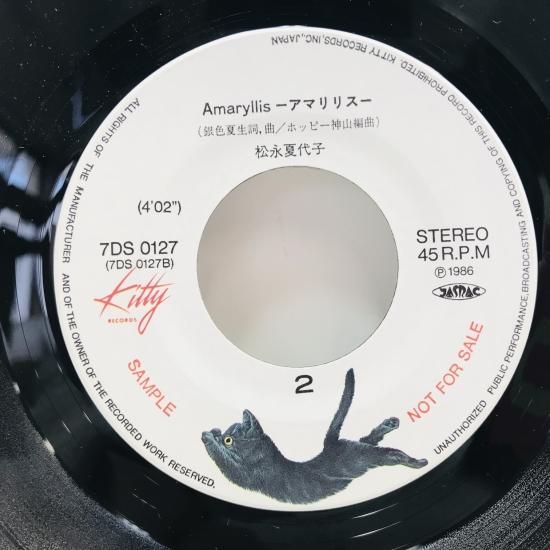 Amaryllis ーアマリリスー
(銀色夏生詞,曲／ホッピー神山編曲)
松永夏代子
(4'02")
7DS 0127
(7DS 0127B)
Kitty
RECORDS
STEREO
45 R.P.M
Ⓟ 1986
JASRAC
SAMPLE
NOT FOR SALE
2
ALL RIGHTS OF THE MANUFACTURER AND OF THE OWNER OF THE RECORDED WORK RESERVED.
UNAUTHORIZED PUBLIC PERFORMANCE, BROADCASTING AND COPYING OF THIS RECORD PROHIBITED. KITTY RECORDS, INC., JAPAN